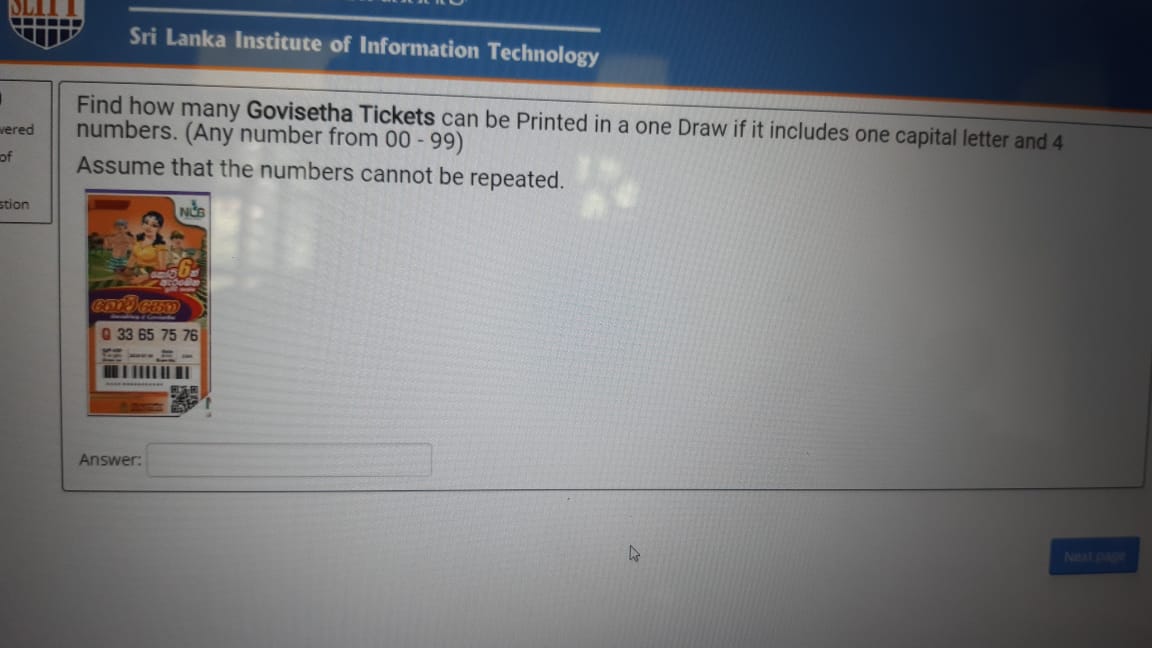 SLIIT
Sri Lanka Institute of Information Technology
wered
of
stion
Find how many Govisetha Tickets can be Printed in a one Draw if it includes one capital letter and 4
numbers. (Any number from 00 - 99)
Assume that the numbers cannot be repeated.
NLB
6
Q 33 65 75 76
Answer:
Next page